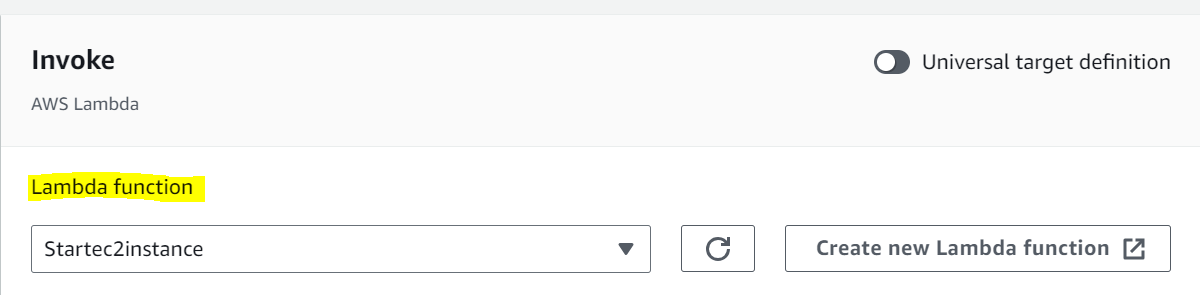 Invoke
Universal target definition
AWS Lambda
Lambda function
Startec2instance
Create new Lambda function